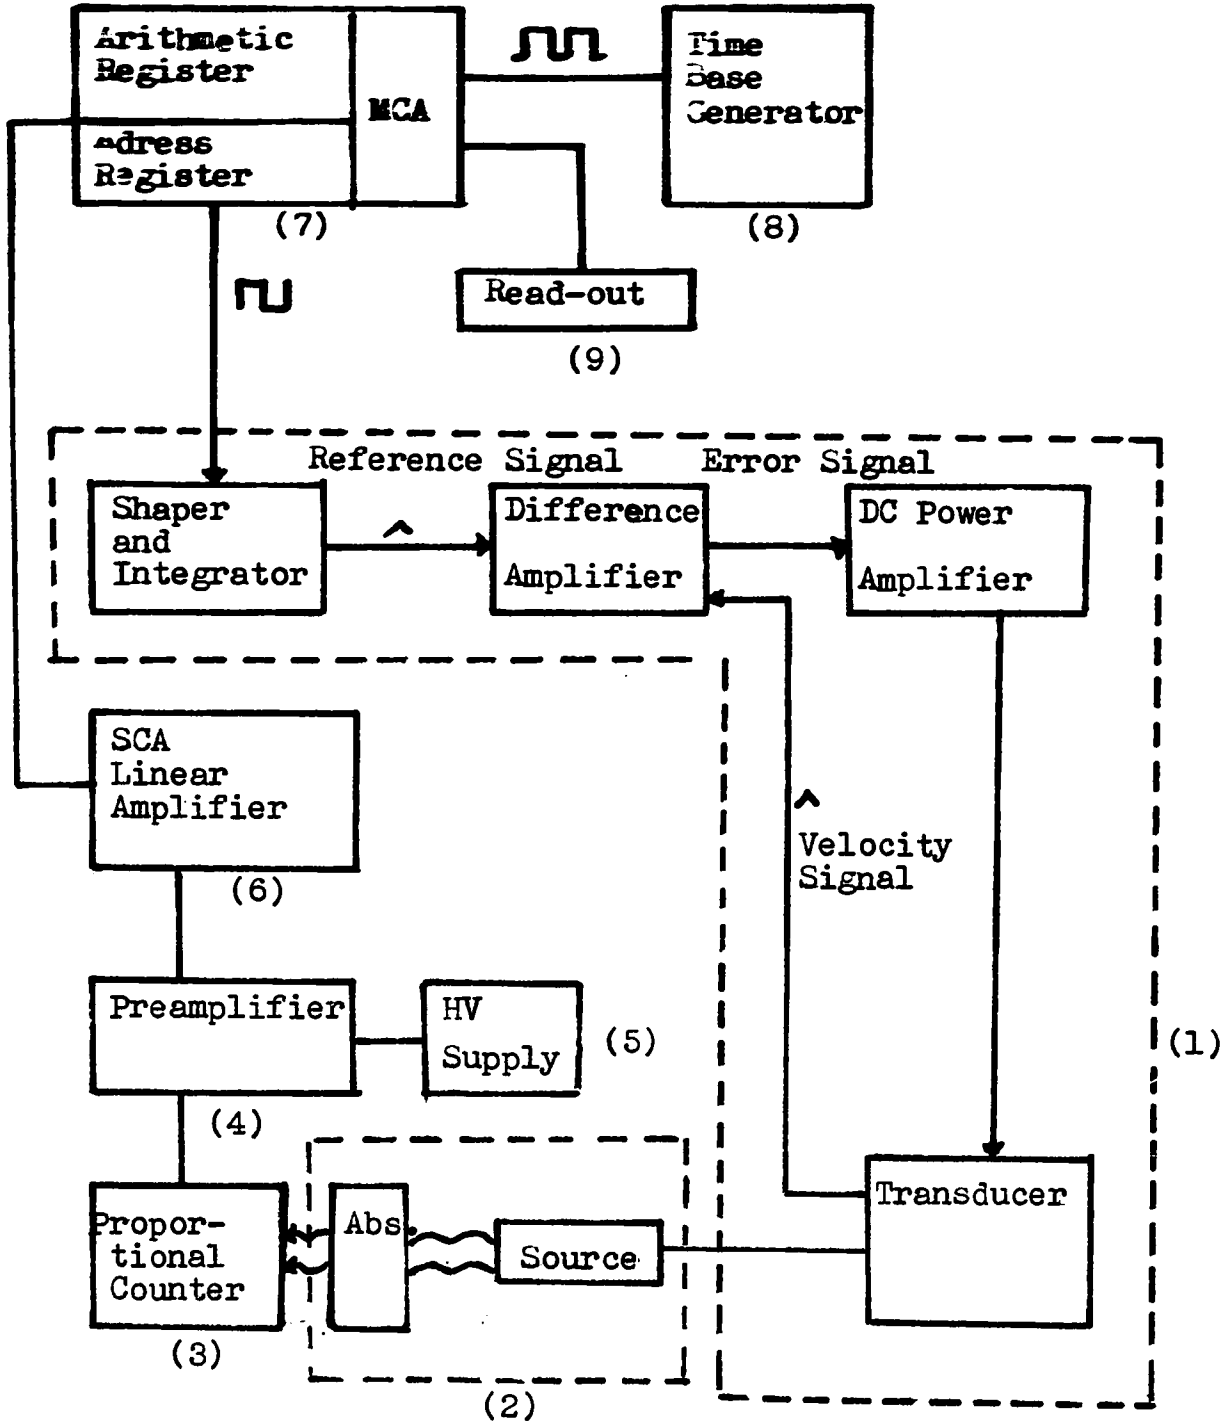 Arithmetic
Register
MCA
Adress
Register
(7)
Time
Base
Generator
(8)
Read-out
(9)
Reference Signal
Error Signal
Shaper
and
Integrator
Difference
Amplifier
DC Power
Amplifier
SCA
Linear
Amplifier
(6)
Velocity
Signal
Preamplifier
(4)
HV
Supply
(5)
(1)
Propor-
tional
Counter
(3)
Abs.
Source
(2)
Transducer